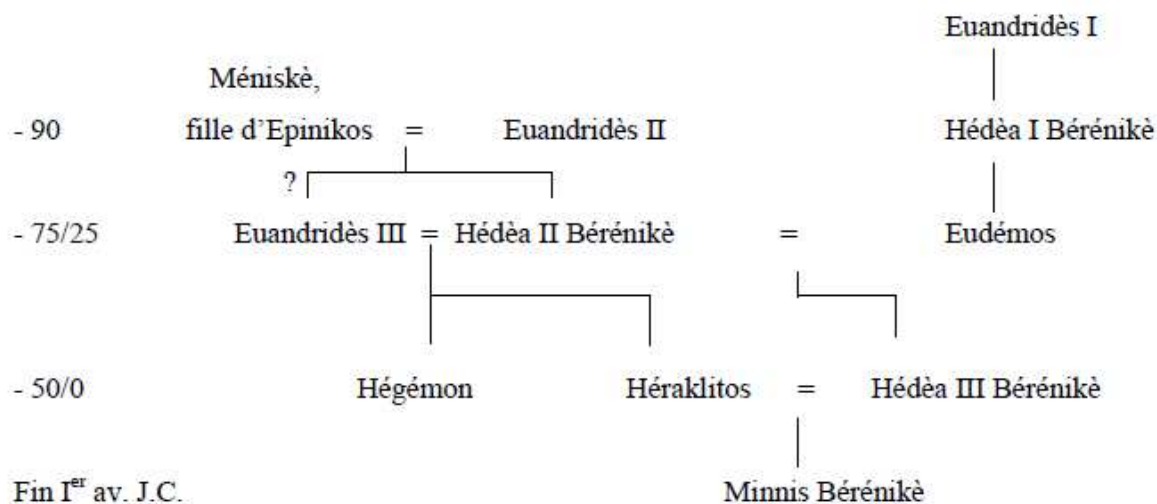 Euandridès I
Méniskè,
- 90 fille d'Epinikos = Euandridès II Hédèa I Bérénikè
?
- 75/25 Euandridès III = Hédèa II Bérénikè = Eudémos
- 50/0 Hégémon Héraklitos = Hédèa III Bérénikè
Fin Iᵉʳ av. J.C. Minnis Bérénikè